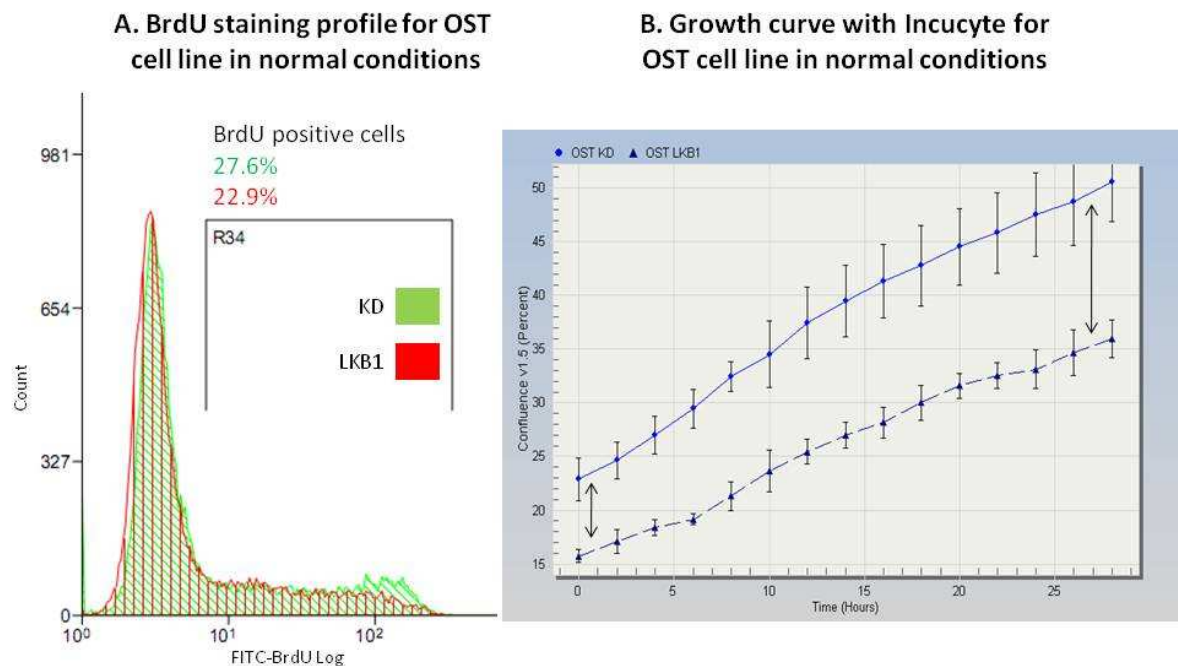 A. BrdU staining profile for OST
cell line in normal conditions
BrdU positive cells
27.6%
22.9%
R34
KD
LKB1
981
654
327
0
Count
10⁰ 10¹ 10²
FITC-BrdU Log
B. Growth curve with Incucyte for
OST cell line in normal conditions
OST KD OST LKB1
50
45
40
35
30
25
20
15
Confluence v1.5 (Percent)
0 5 10 15 20 25
Time (Hours)